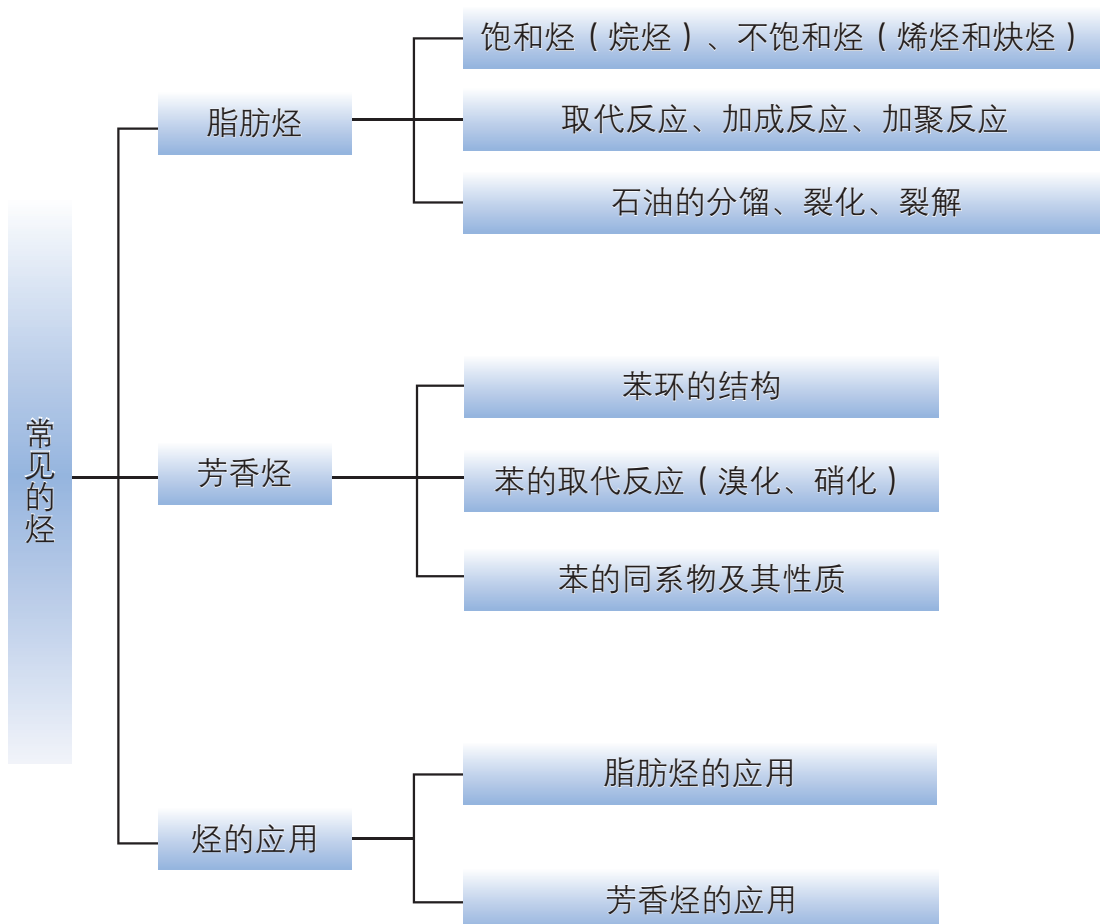 常见的烃
脂肪烃
饱和烃（烷烃）、不饱和烃（烯烃和炔烃）
取代反应、加成反应、加聚反应
石油的分馏、裂化、裂解
芳香烃
苯环的结构
苯的取代反应（溴化、硝化）
苯的同系物及其性质
烃的应用
脂肪烃的应用
芳香烃的应用